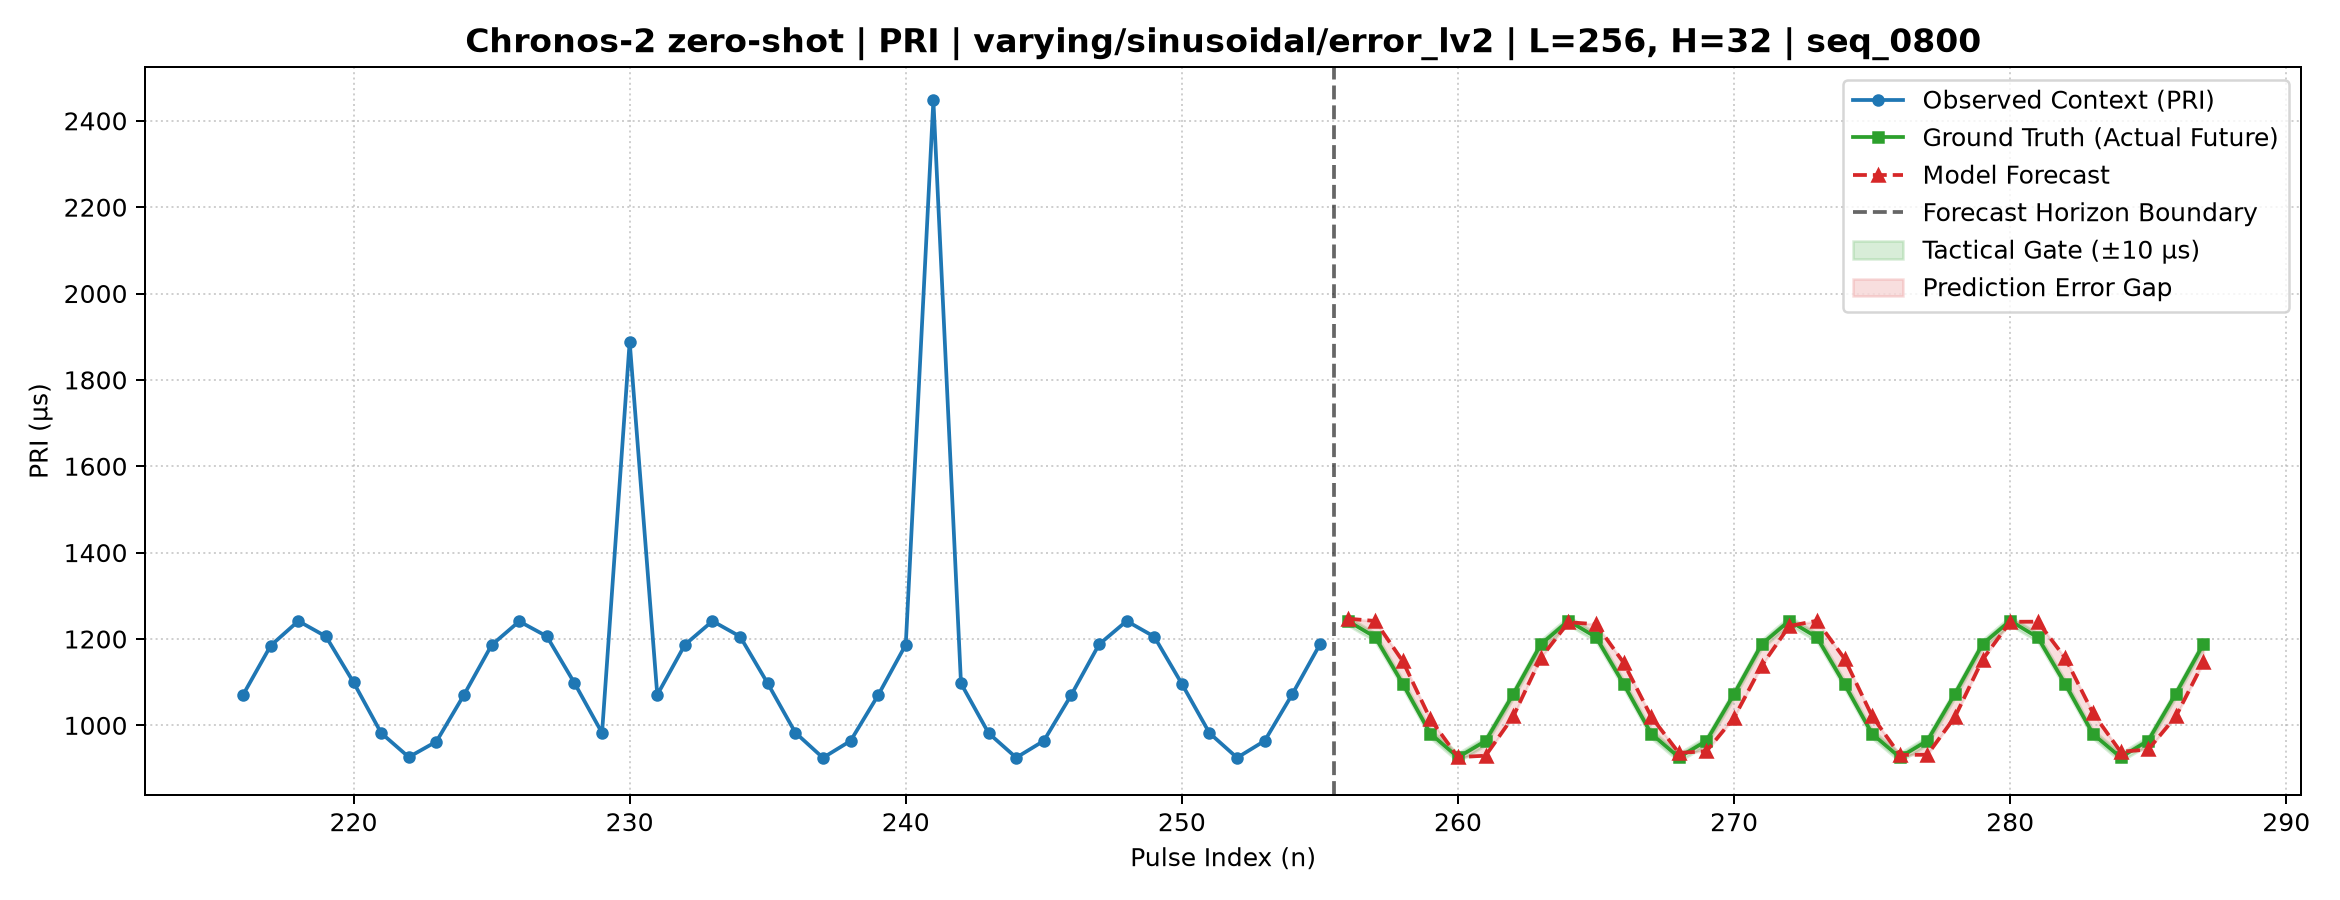 Chronos-2 zero-shot | PRI | varying/sinusoidal/error_lv2 | L=256, H=32 | seq_0800
Observed Context (PRI)
Ground Truth (Actual Future)
Model Forecast
Forecast Horizon Boundary
Tactical Gate (±10 µs)
Prediction Error Gap
PRI (µs)
2400
2200
2000
1800
1600
1400
1200
1000
220
230
240
250
260
270
280
290
Pulse Index (n)